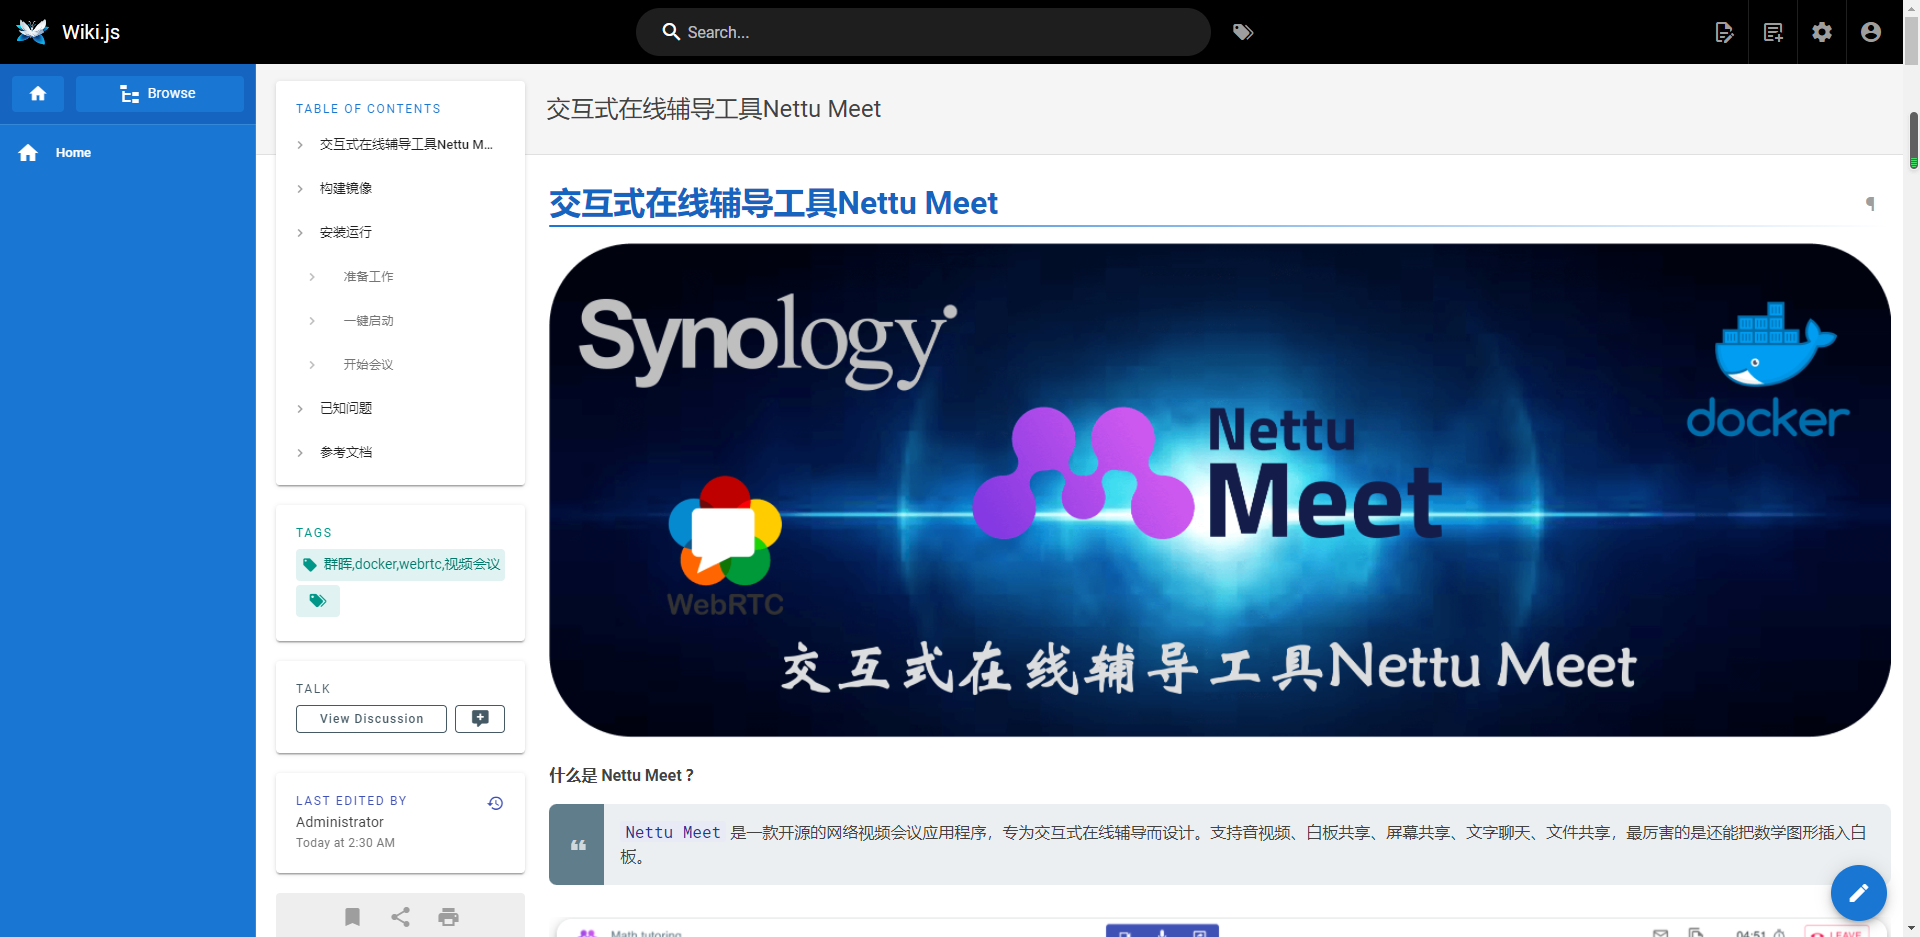 Wiki.js
Search...
Browse
Home
TABLE OF CONTENTS
交互式在线辅导工具Nettu M...
构建镜像
安装运行
准备工作
一键启动
开始会议
已知问题
参考文档
TAGS
群晖,docker,webrtc,视频会议
TALK
View Discussion
LAST EDITED BY
Administrator
Today at 2:30 AM
交互式在线辅导工具Nettu Meet
交互式在线辅导工具Nettu Meet
¶
Synology
docker
Nettu
Meet
WebRTC
交互式在线辅导工具Nettu Meet
什么是 Nettu Meet ?
Nettu Meet 是一款开源的网络视频会议应用程序，专为交互式在线辅导而设计。支持音视频、白板共享、屏幕共享、文字聊天、文件共享，最厉害的是还能把数学图形插入白
板。
Math tutoring
04:51
LEAVE